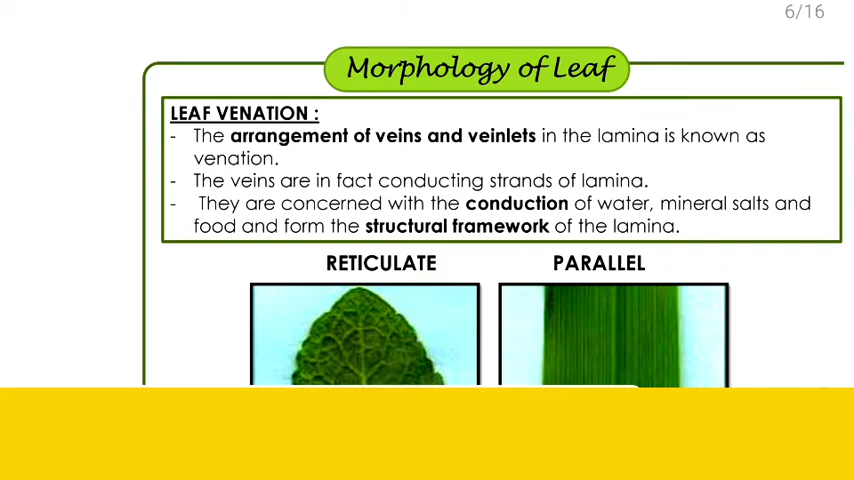 6/16
Morphology of Leaf
LEAF VENATION :
- The arrangement of veins and veinlets in the lamina is known as
venation.
- The veins are in fact conducting strands of lamina.
- They are concerned with the conduction of water, mineral salts and
food and form the structural framework of the lamina.
RETICULATE PARALLEL